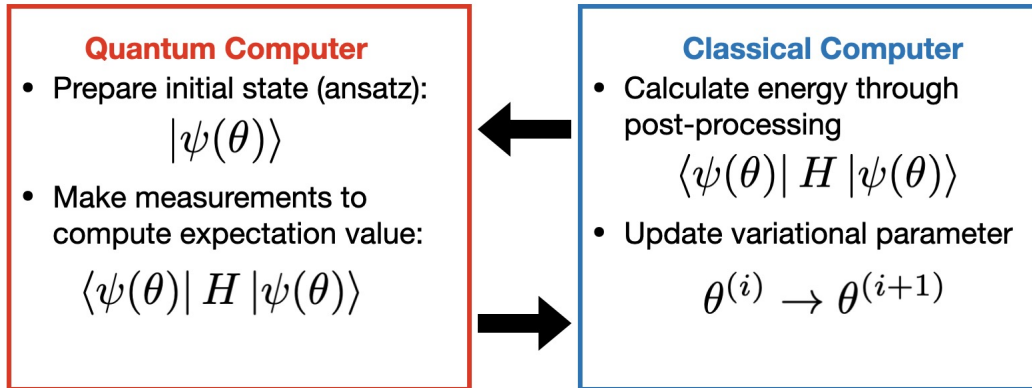 Quantum Computer
• Prepare initial state (ansatz):
|ψ(θ)⟩
• Make measurements to
compute expectation value:
⟨ψ(θ)| H |ψ(θ)⟩
Classical Computer
• Calculate energy through
post-processing
⟨ψ(θ)| H |ψ(θ)⟩
• Update variational parameter
θ^(i) → θ^(i+1)